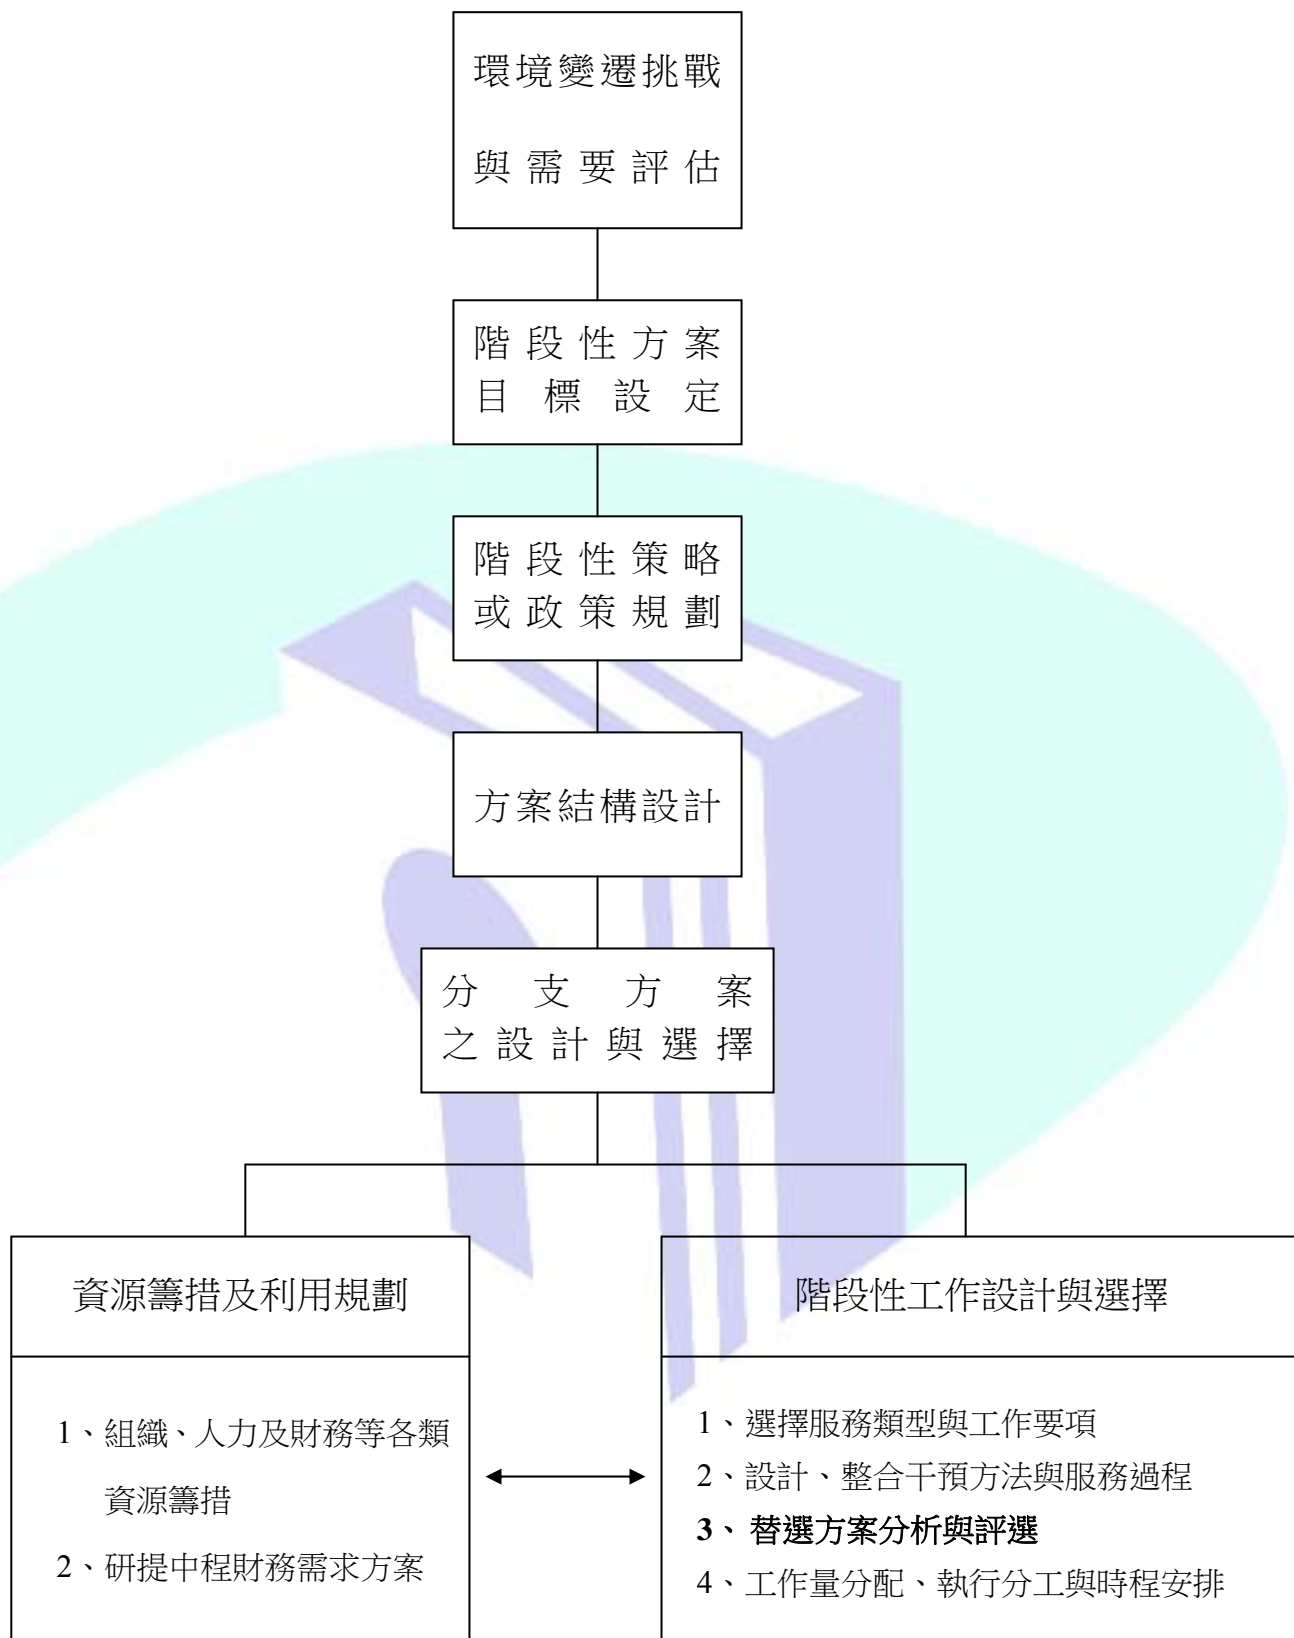 環境變遷挑戰
與需要評估
階段性方案
目標設定
階段性策略
或政策規劃
方案結構設計
分支方案
之設計與選擇
資源籌措及利用規劃
1、組織、人力及財務等各類
資源籌措
2、研提中程財務需求方案
階段性工作設計與選擇
1、選擇服務類型與工作要項
2、設計、整合干預方法與服務過程
3、替選方案分析與評選
4、工作量分配、執行分工與時程安排